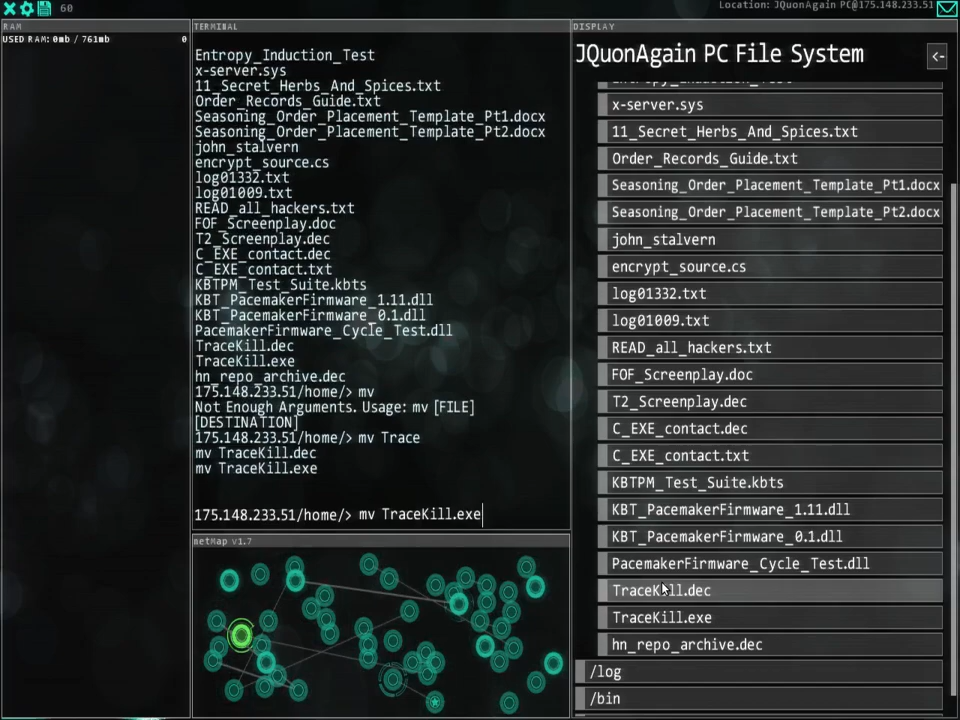 60
Location: JQuonAgain PC@175.148.233.51
RAM
USED RAM: 0mb / 761mb 0
TERMINAL
Entropy_Induction_Test
x-server.sys
11_Secret_Herbs_And_Spices.txt
Order_Records_Guide.txt
Seasoning_Order_Placement_Template_Pt1.docx
Seasoning_Order_Placement_Template_Pt2.docx
john_stalvern
encrypt_source.cs
log01332.txt
log01009.txt
READ_all_hackers.txt
FOF_Screenplay.doc
T2_Screenplay.dec
C_EXE_contact.dec
C_EXE_contact.txt
KBTPM_Test_Suite.kbts
KBT_PacemakerFirmware_1.11.dll
KBT_PacemakerFirmware_0.1.dll
PacemakerFirmware_Cycle_Test.dll
TraceKill.dec
TraceKill.exe
hn_repo_archive.dec
175.148.233.51/home/> mv
Not Enough Arguments. Usage: mv [FILE]
[DESTINATION]
175.148.233.51/home/> mv Trace
mv TraceKill.dec
mv TraceKill.exe
175.148.233.51/home/> mv TraceKill.exe
netMap v1.7
DISPLAY
JQuonAgain PC File System
<-
Entropy_Induction_Test
x-server.sys
11_Secret_Herbs_And_Spices.txt
Order_Records_Guide.txt
Seasoning_Order_Placement_Template_Pt1.docx
Seasoning_Order_Placement_Template_Pt2.docx
john_stalvern
encrypt_source.cs
log01332.txt
log01009.txt
READ_all_hackers.txt
FOF_Screenplay.doc
T2_Screenplay.dec
C_EXE_contact.dec
C_EXE_contact.txt
KBTPM_Test_Suite.kbts
KBT_PacemakerFirmware_1.11.dll
KBT_PacemakerFirmware_0.1.dll
PacemakerFirmware_Cycle_Test.dll
TraceKill.dec
TraceKill.exe
hn_repo_archive.dec
/log
/bin